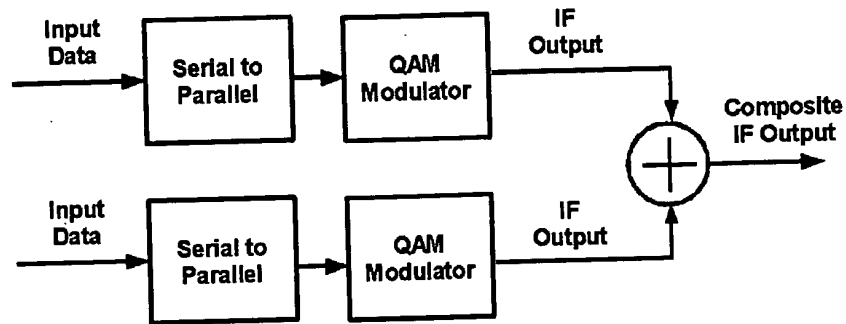 Input
Data
Serial to
Parallel
QAM
Modulator
IF
Output
Composite
IF Output
Input
Data
Serial to
Parallel
QAM
Modulator
IF
Output